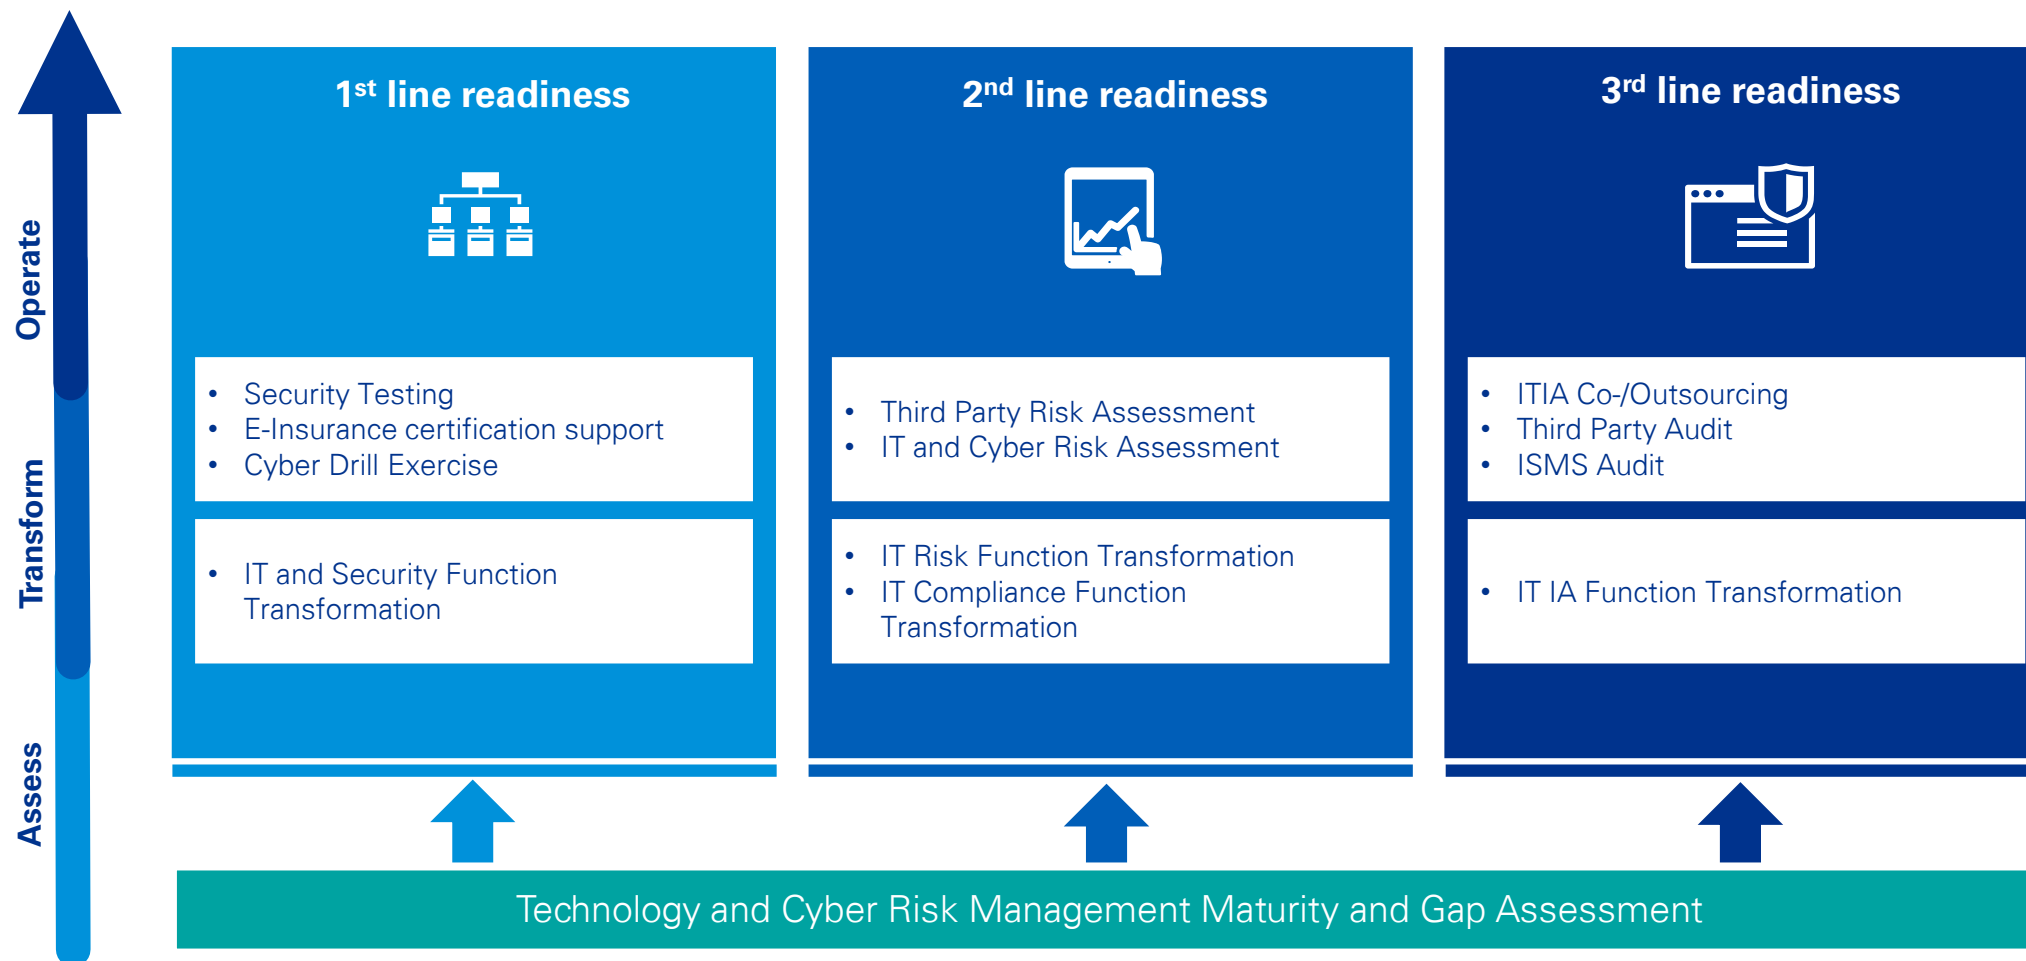 Operate
Transform
Assess
1st line readiness
• Security Testing
• E-Insurance certification support
• Cyber Drill Exercise
• IT and Security Function
Transformation
2nd line readiness
• Third Party Risk Assessment
• IT and Cyber Risk Assessment
• IT Risk Function Transformation
• IT Compliance Function
Transformation
3rd line readiness
• ITIA Co-/Outsourcing
• Third Party Audit
• ISMS Audit
• IT IA Function Transformation
Technology and Cyber Risk Management Maturity and Gap Assessment